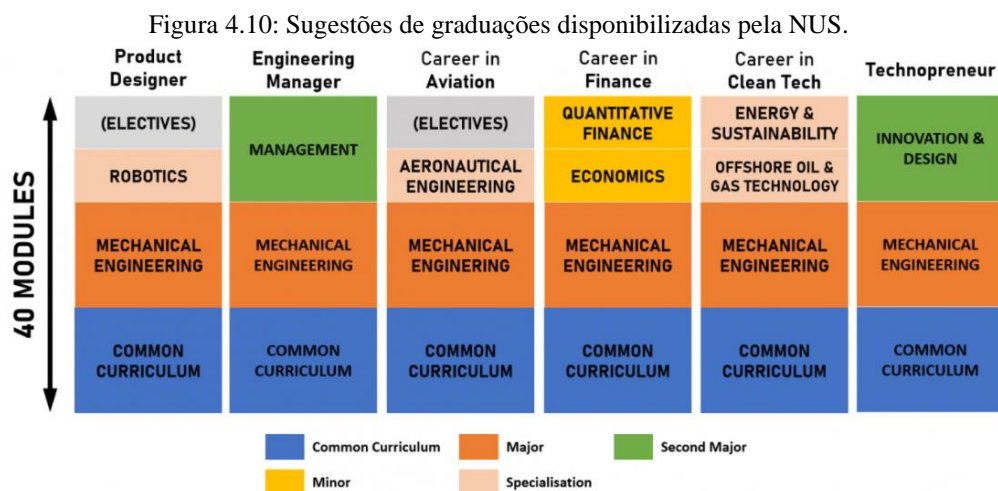 Figura 4.10: Sugestões de graduações disponibilizadas pela NUS.
Product
Designer
Engineering
Manager
Career in
Aviation
Career in
Finance
Career in
Clean Tech
Technopreneur
40 MODULES
(ELECTIVES)
ROBOTICS
MECHANICAL
ENGINEERING
COMMON
CURRICULUM
MANAGEMENT
MECHANICAL
ENGINEERING
COMMON
CURRICULUM
(ELECTIVES)
AERONAUTICAL
ENGINEERING
MECHANICAL
ENGINERING
COMMON
CURRICULUM
QUANTITATIVE
FINANCE
ECONOMICS
MECHANICAL
ENGINEERING
COMMON
CURRICULUM
ENERGY &
SUSTAINABILITY
OFFSHORE OIL &
GAS TECHNOLOGY
MECHANICAL
ENGINEERING
COMMON
CURRICULUM
INNOVATION &
DESIGN
MECHANICAL
ENGINEERING
COMMON
CURRICULUM
Common Curriculum
Major
Second Major
Minor
Specialisation